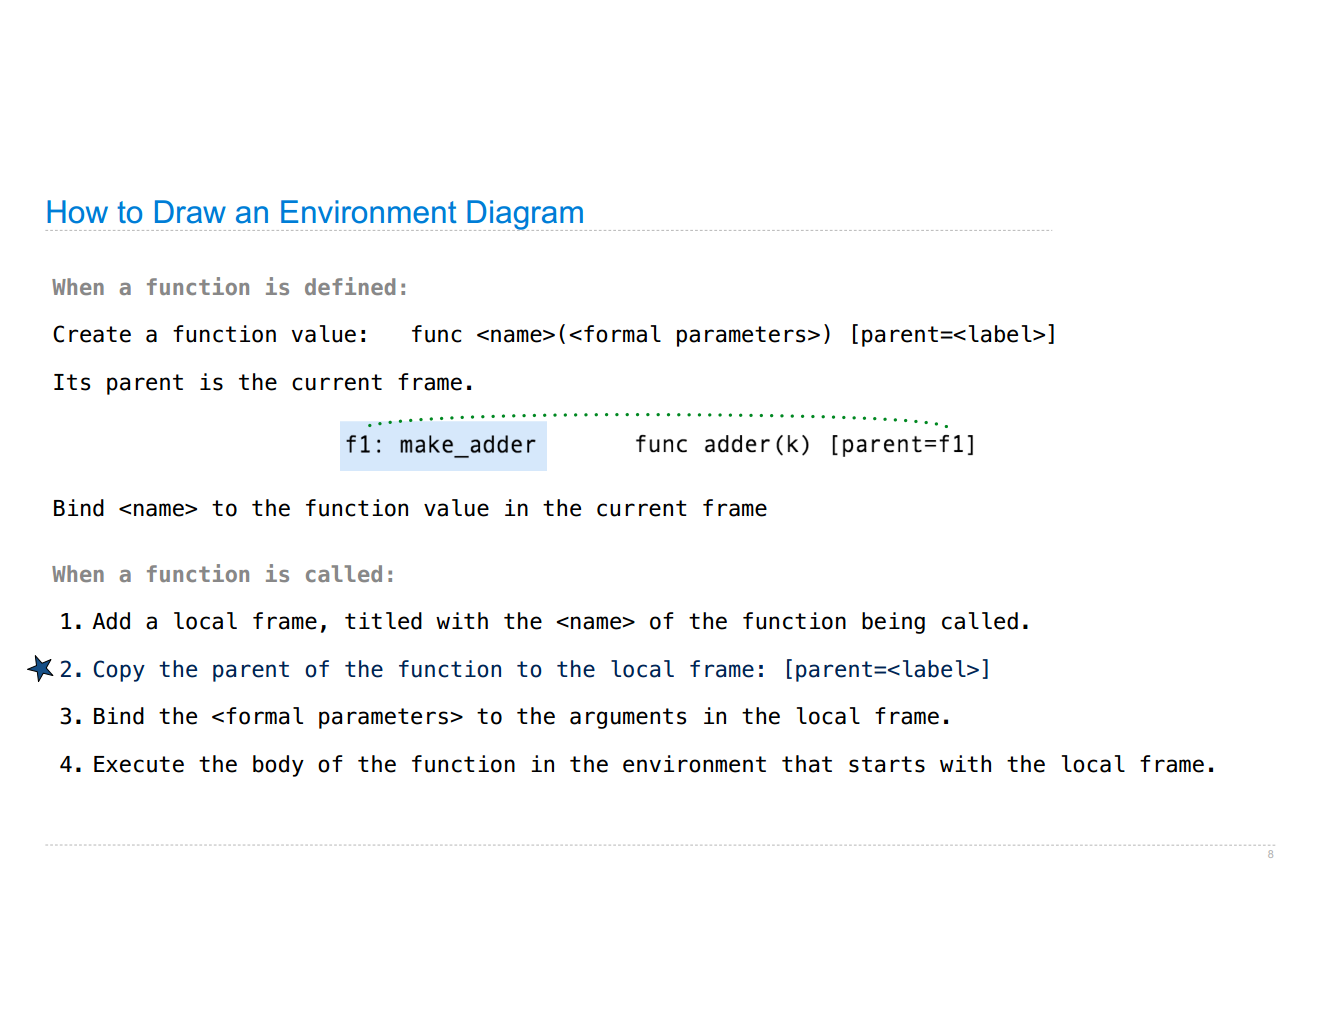 How to Draw an Environment Diagram
When a function is defined:
Create a function value: func <name>(<formal parameters>) [parent=<label>]
Its parent is the current frame.
f1: make_adder func adder(k) [parent=f1]
Bind <name> to the function value in the current frame
When a function is called:
1. Add a local frame, titled with the <name> of the function being called.
2. Copy the parent of the function to the local frame: [parent=<label>]
3. Bind the <formal parameters> to the arguments in the local frame.
4. Execute the body of the function in the environment that starts with the local frame.
8